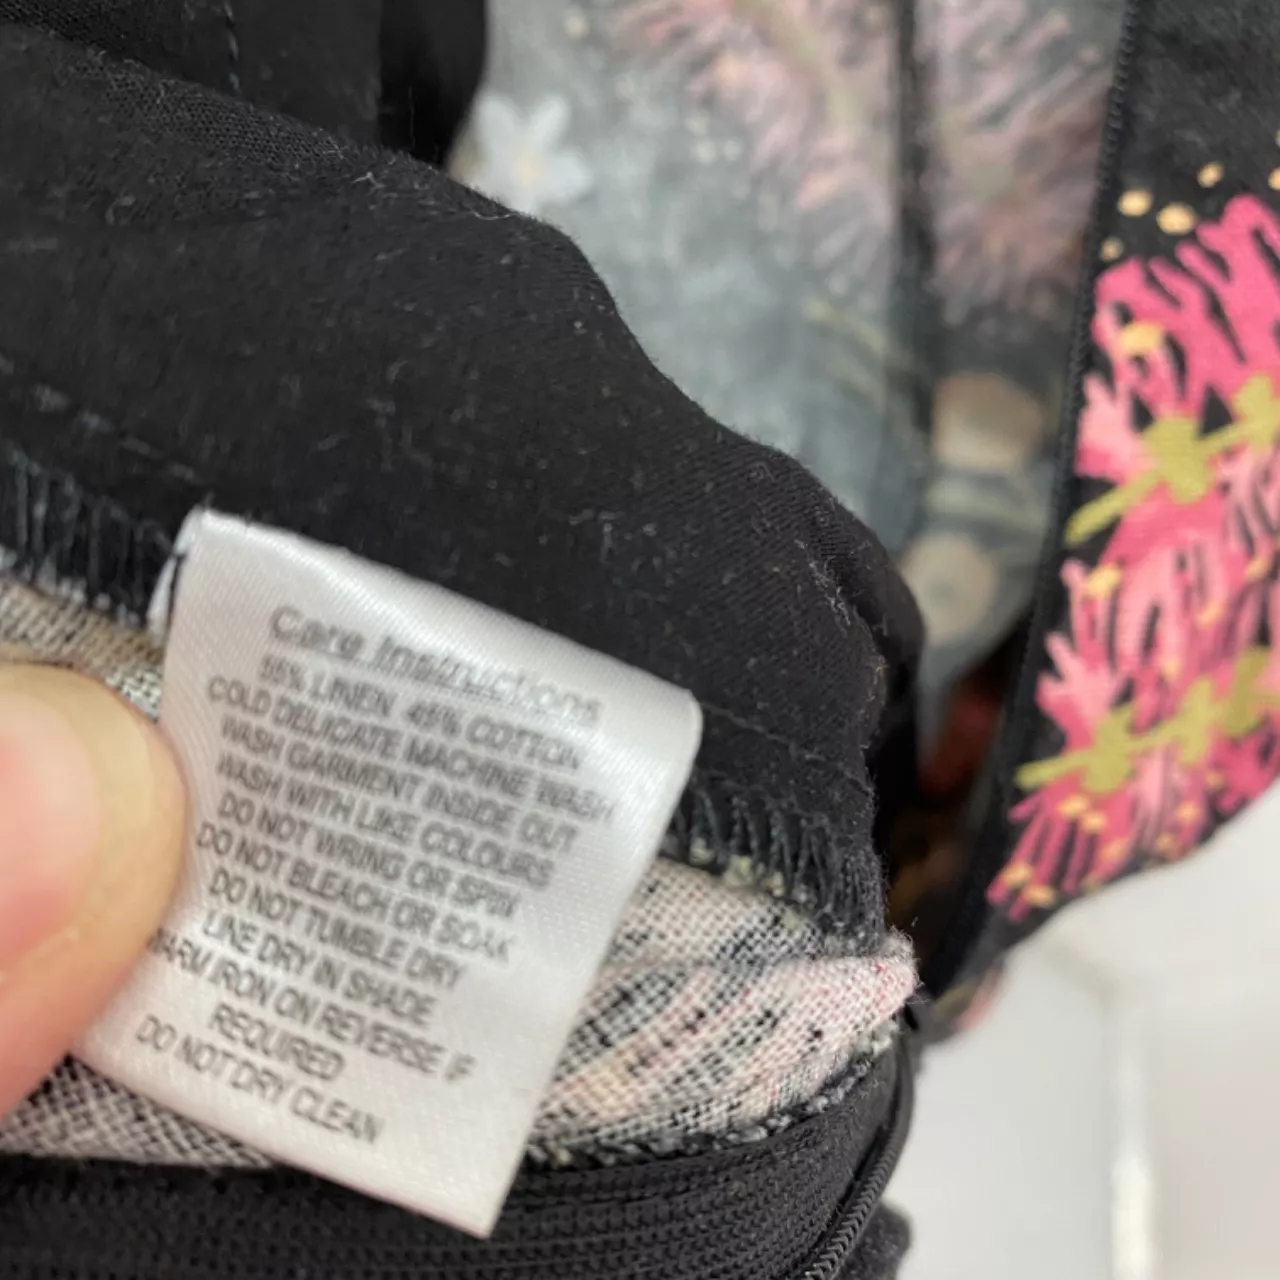 Care Instructions
55% LINEN 45% COTTON
COLD DELICATE MACHINE WASH
WASH GARMENT INSIDE OUT
WASH WITH LIKE COLOURS
DO NOT WRING OR SPIN
DO NOT BLEACH OR SOAK
DO NOT TUMBLE DRY
LINE DRY IN SHADE
WARM IRON ON REVERSE IF
REQUIRED
DO NOT DRY CLEAN